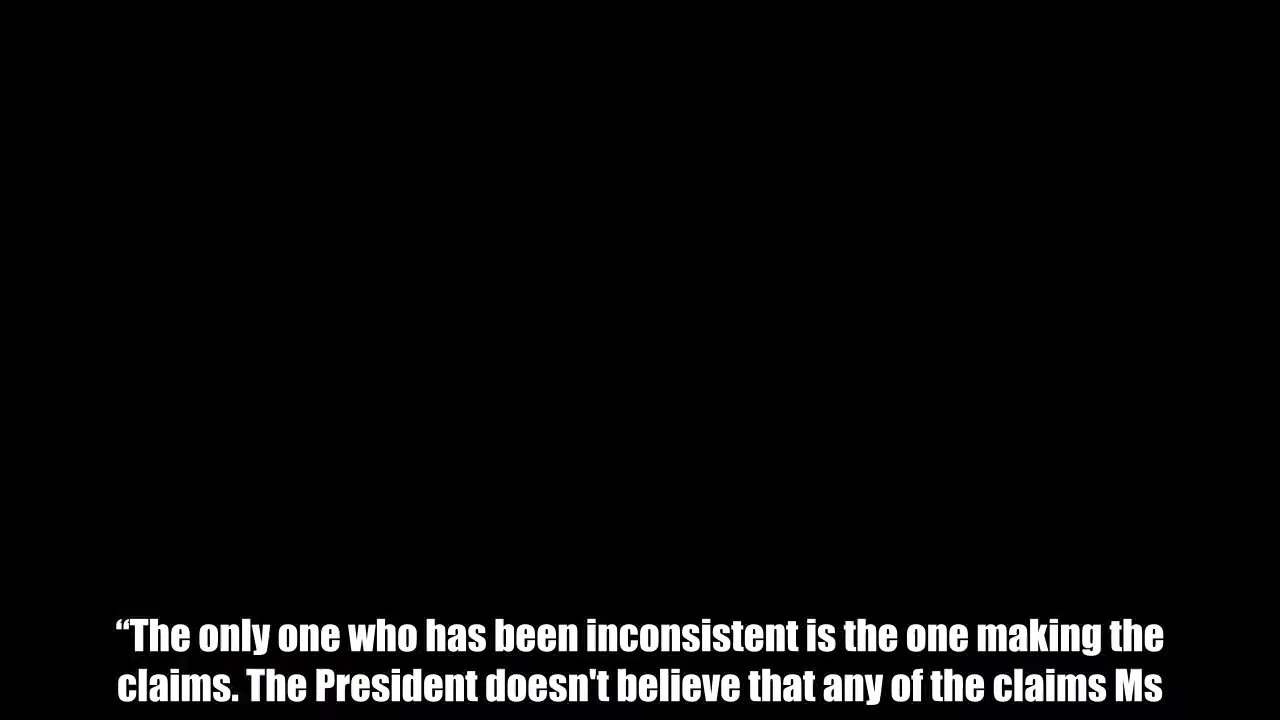 “The only one who has been inconsistent is the one making the
claims. The President doesn't believe that any of the claims Ms